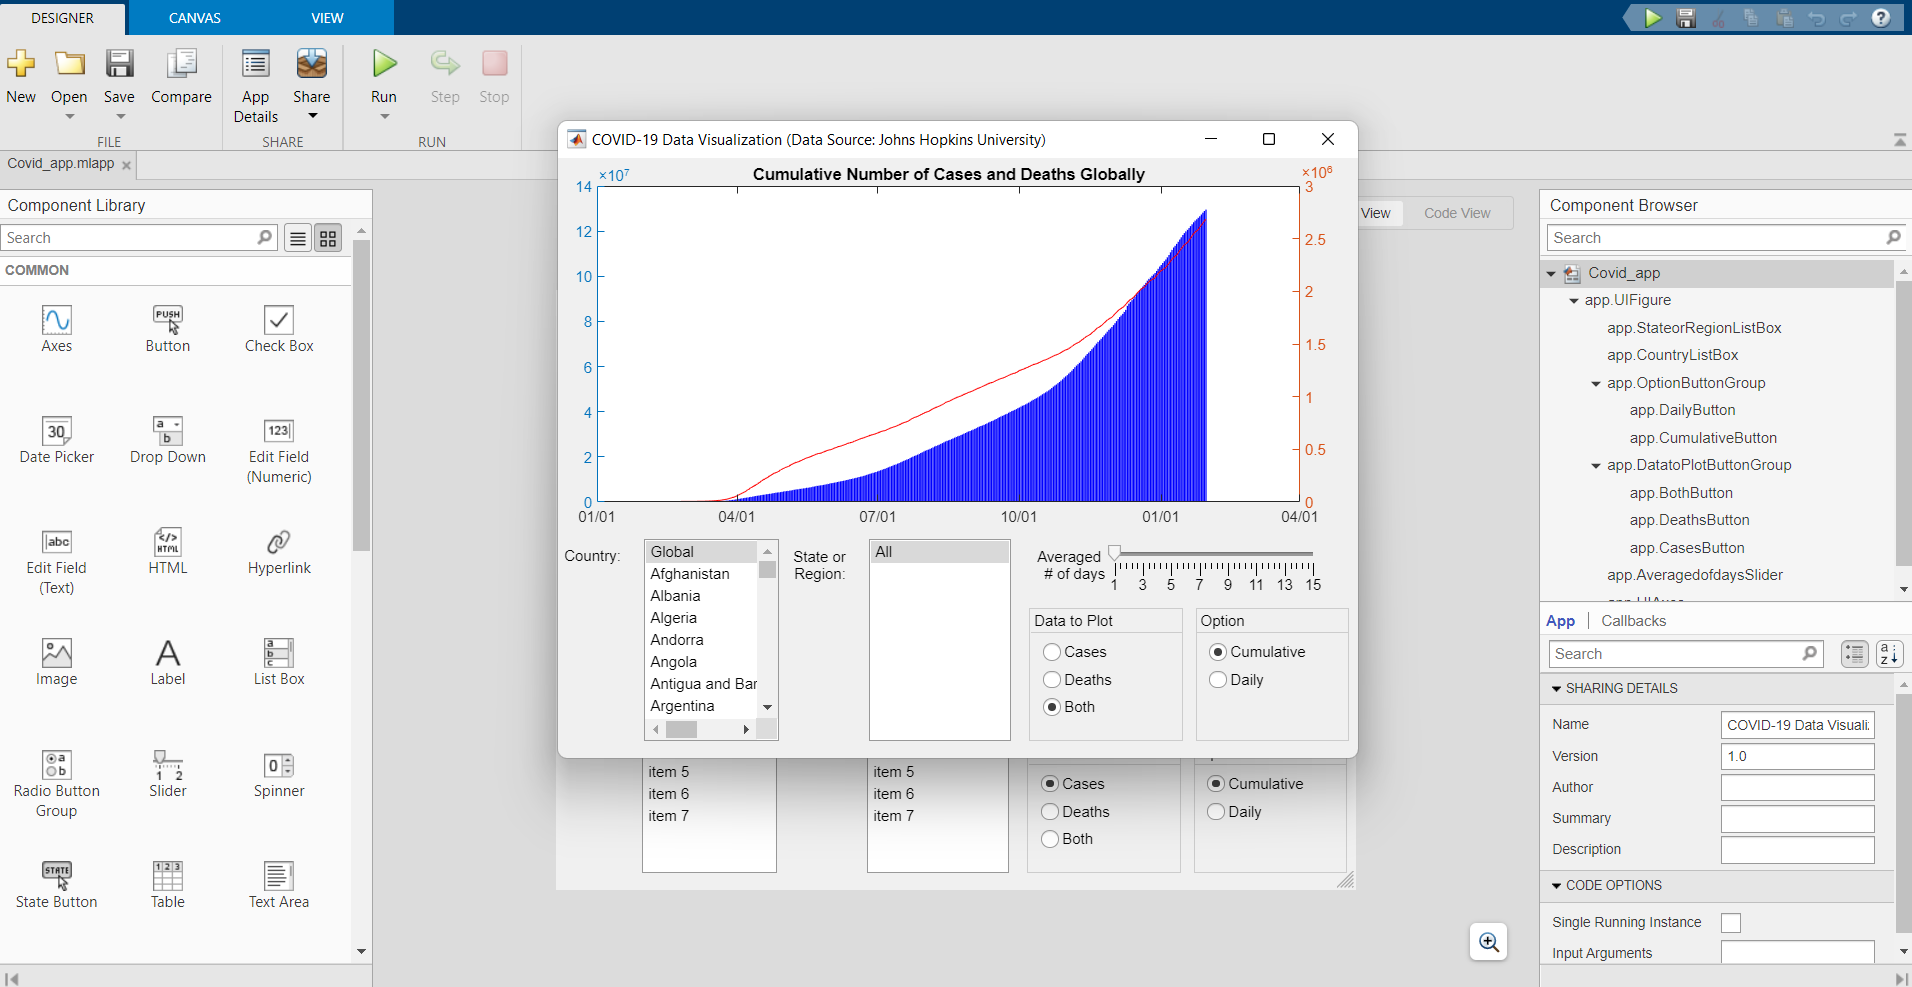 DESIGNER CANVAS VIEW
New Open Save Compare App Details Share Run Step Stop
FILE SHARE RUN
Covid_app.mlapp
Component Library
Search
COMMON
Axes
Button
Check Box
Date Picker
Drop Down
Edit Field (Numeric)
Edit Field (Text)
HTML
Hyperlink
Image
Label
List Box
Radio Button Group
Slider
Spinner
State Button
Table
Text Area
COVID-19 Data Visualization (Data Source: Johns Hopkins University)
Cumulative Number of Cases and Deaths Globally
×10⁷
14
12
10
8
6
4
2
0
×10⁶
3
2.5
2
1.5
1
0.5
0
01/01 04/01 07/01 10/01 01/01 04/01
Country:
Global
Afghanistan
Albania
Algeria
Andorra
Angola
Antigua and Bar
Argentina
State or
Region:
All
Averaged
# of days
1 3 5 7 9 11 13 15
Data to Plot
Cases
Deaths
Both
Option
Cumulative
Daily
item 5
item 6
item 7
item 5
item 6
item 7
Cases
Deaths
Both
Cumulative
Daily
View Code View
Component Browser
Search
Covid_app
app.UIFigure
app.StateorRegionListBox
app.CountryListBox
app.OptionButtonGroup
app.DailyButton
app.CumulativeButton
app.DatatoPlotButtonGroup
app.BothButton
app.DeathsButton
app.CasesButton
app.AveragedofdaysSlider
App Callbacks
Search
SHARING DETAILS
Name COVID-19 Data Visuali
Version 1.0
Author
Summary
Description
CODE OPTIONS
Single Running Instance
Input Arguments